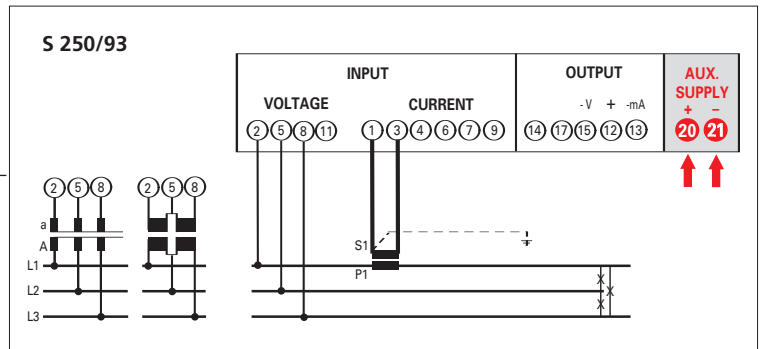 S 250/93
INPUT
OUTPUT
AUX.
SUPPLY
VOLTAGE
CURRENT
- V + -mA
+ −
2 5 8 11
1 3 4 6 7 9
14 17 15 12 13
20 21
2 5 8
2 5 8
a
A
S1
P1
L1
L2
L3